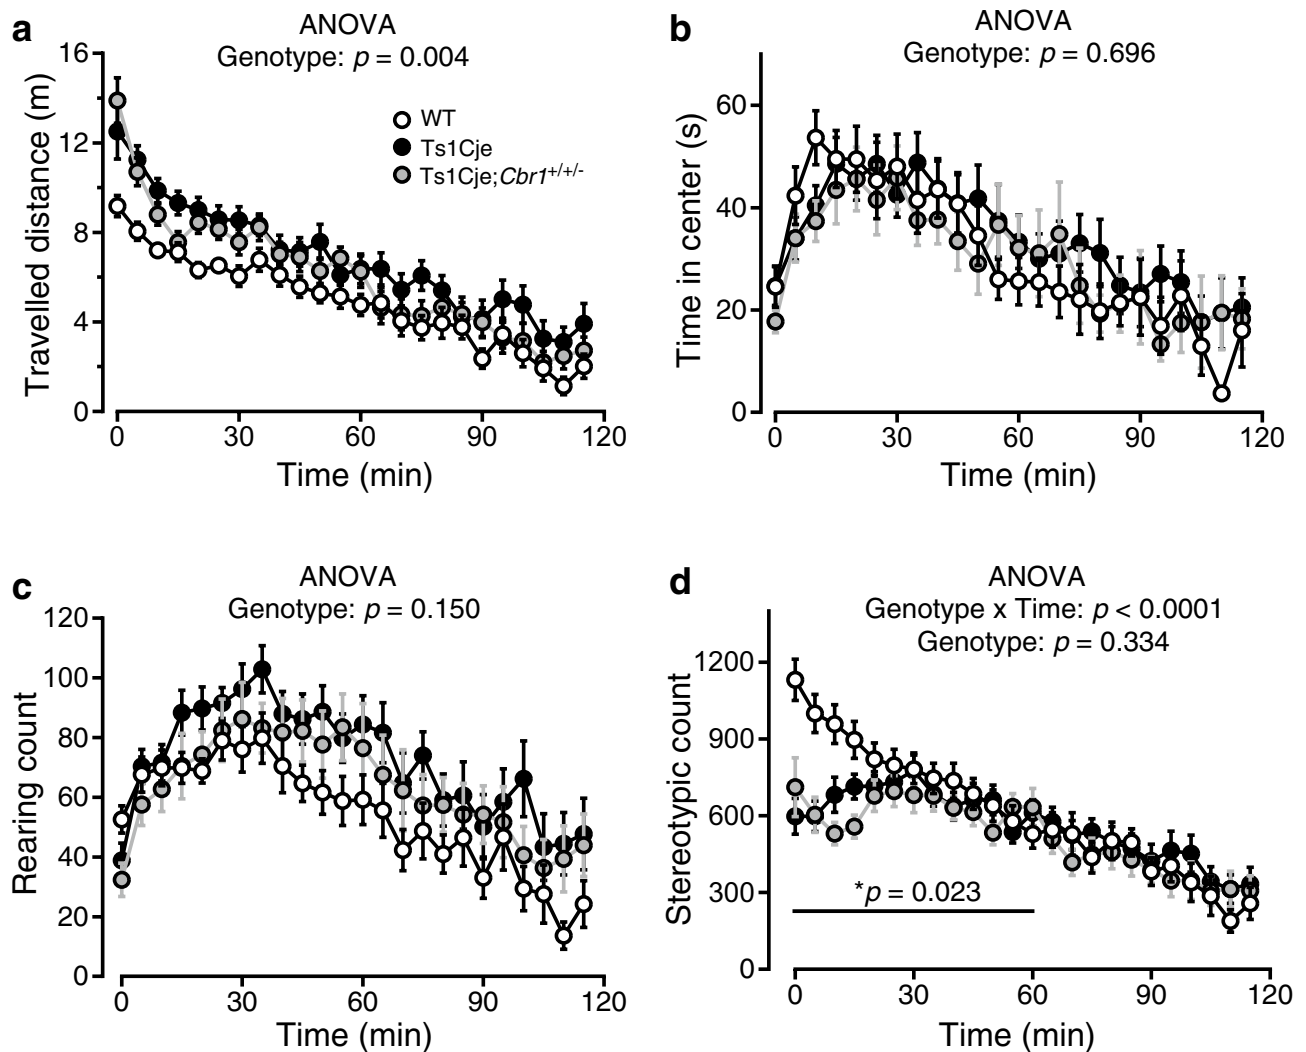 a
ANOVA
Genotype: p = 0.004
16
12
8
4
0
Travelled distance (m)
WT
Ts1Cje
Ts1Cje;Cbr1+/+/-
0 30 60 90 120
Time (min)
b
ANOVA
Genotype: p = 0.696
60
40
20
0
Time in center (s)
0 30 60 90 120
Time (min)
c
ANOVA
Genotype: p = 0.150
120
100
80
60
40
20
0
Rearing count
0 30 60 90 120
Time (min)
d
ANOVA
Genotype x Time: p < 0.0001
Genotype: p = 0.334
1200
900
600
300
0
Stereotypic count
*p = 0.023
0 30 60 90 120
Time (min)